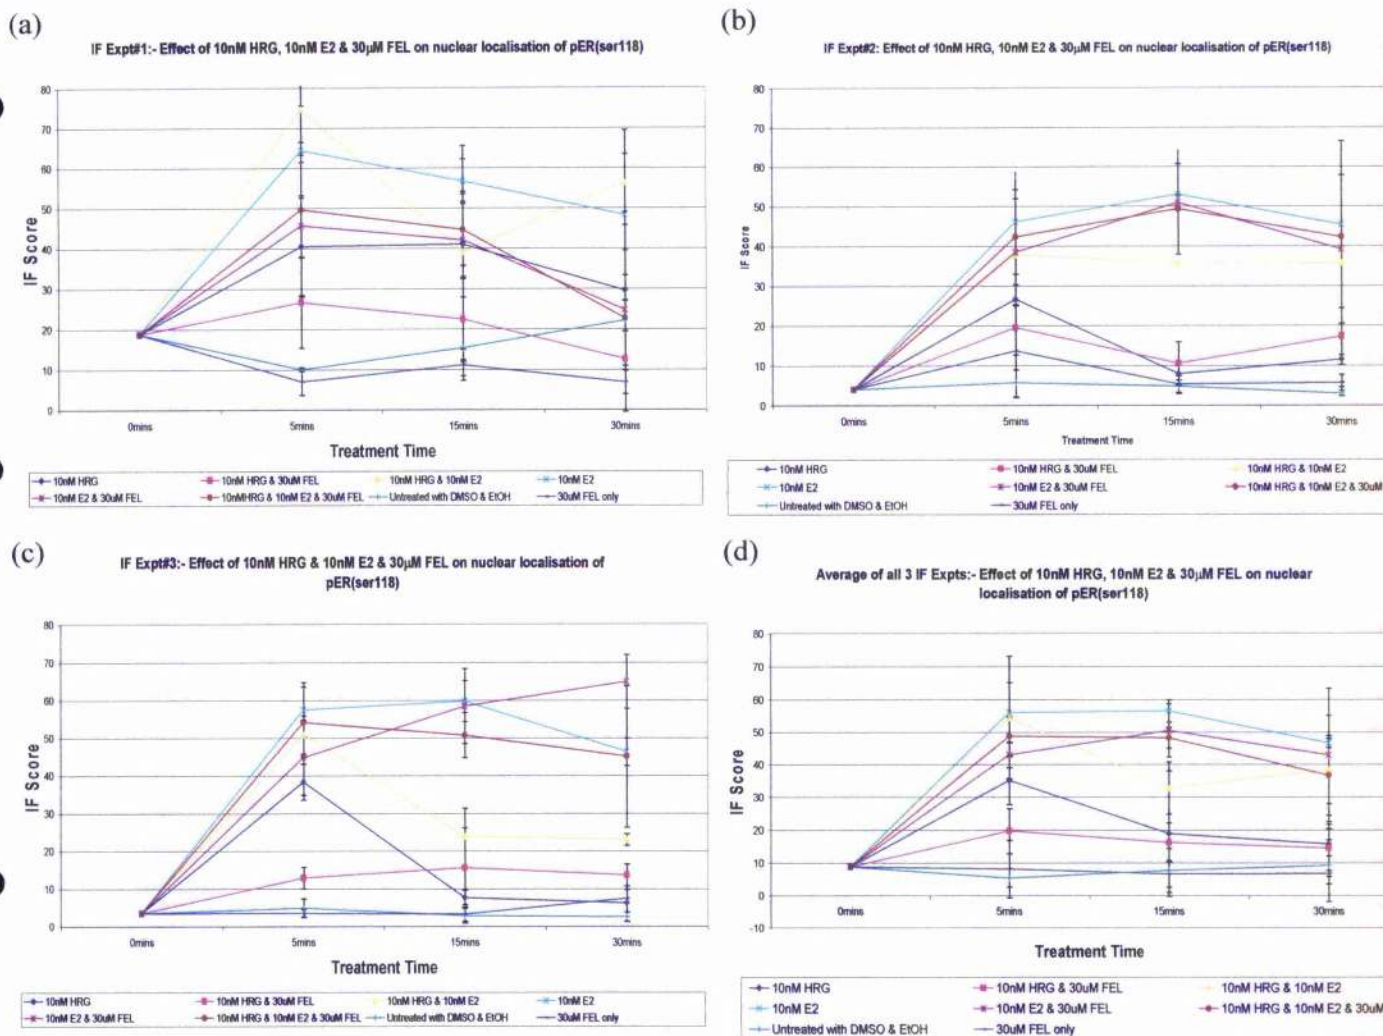 (a)
IF Expt#1:- Effect of 10nM HRG, 10nM E2 & 30µM FEL on nuclear localisation of pER(ser118)
80
70
60
50
40
30
20
10
0
IF Score
0mins 5mins 15mins 30mins
Treatment Time
10nM HRG 10nM HRG & 30uM FEL 10nM HRG & 10nM E2 10nM E2
10nM E2 & 30uM FEL 10nMHRG & 10nM E2 & 30uM FEL Untreated with DMSO & EtOH 30uM FEL only
(b)
IF Expt#2: Effect of 10nM HRG, 10nM E2 & 30µM FEL on nuclear localisation of pER(ser118)
80
70
60
50
40
30
20
10
0
IF Score
0mins 5mins 15mins 30mins
Treatment Time
10nM HRG 10nM HRG & 30uM FEL 10nM HRG & 10nM E2
10nM E2 10nM E2 & 30uM FEL 10nM HRG & 10nM E2 & 30uM
Untreated with DMSO & EtOH 30uM FEL only
(c)
IF Expt#3:- Effect of 10nM HRG & 10nM E2 & 30µM FEL on nuclear localisation of
pER(ser118)
80
70
60
50
40
30
20
10
0
IF Score
0mins 5mins 15mins 30mins
Treatment Time
10nM HRG 10nM HRG & 30uM FEL 10nM HRG & 10nM E2 10nM E2
10nM E2 & 30uM FEL 10nM HRG & 10nM E2 & 30uM FEL Untreated with DMSO & EtOH 30uM FEL only
(d)
Average of all 3 IF Expts:- Effect of 10nM HRG, 10nM E2 & 30µM FEL on nuclear
localisation of pER(ser118)
80
70
60
50
40
30
20
10
0
-10
IF Score
0mins 5mins 15mins 30mins
Treatment Time
10nM HRG 10nM HRG & 30uM FEL 10nM HRG & 10nM E2
10nM E2 10nM E2 & 30uM FEL 10nM HRG & 10nM E2 & 30uM
Untreated with DMSO & EtOH 30uM FEL only